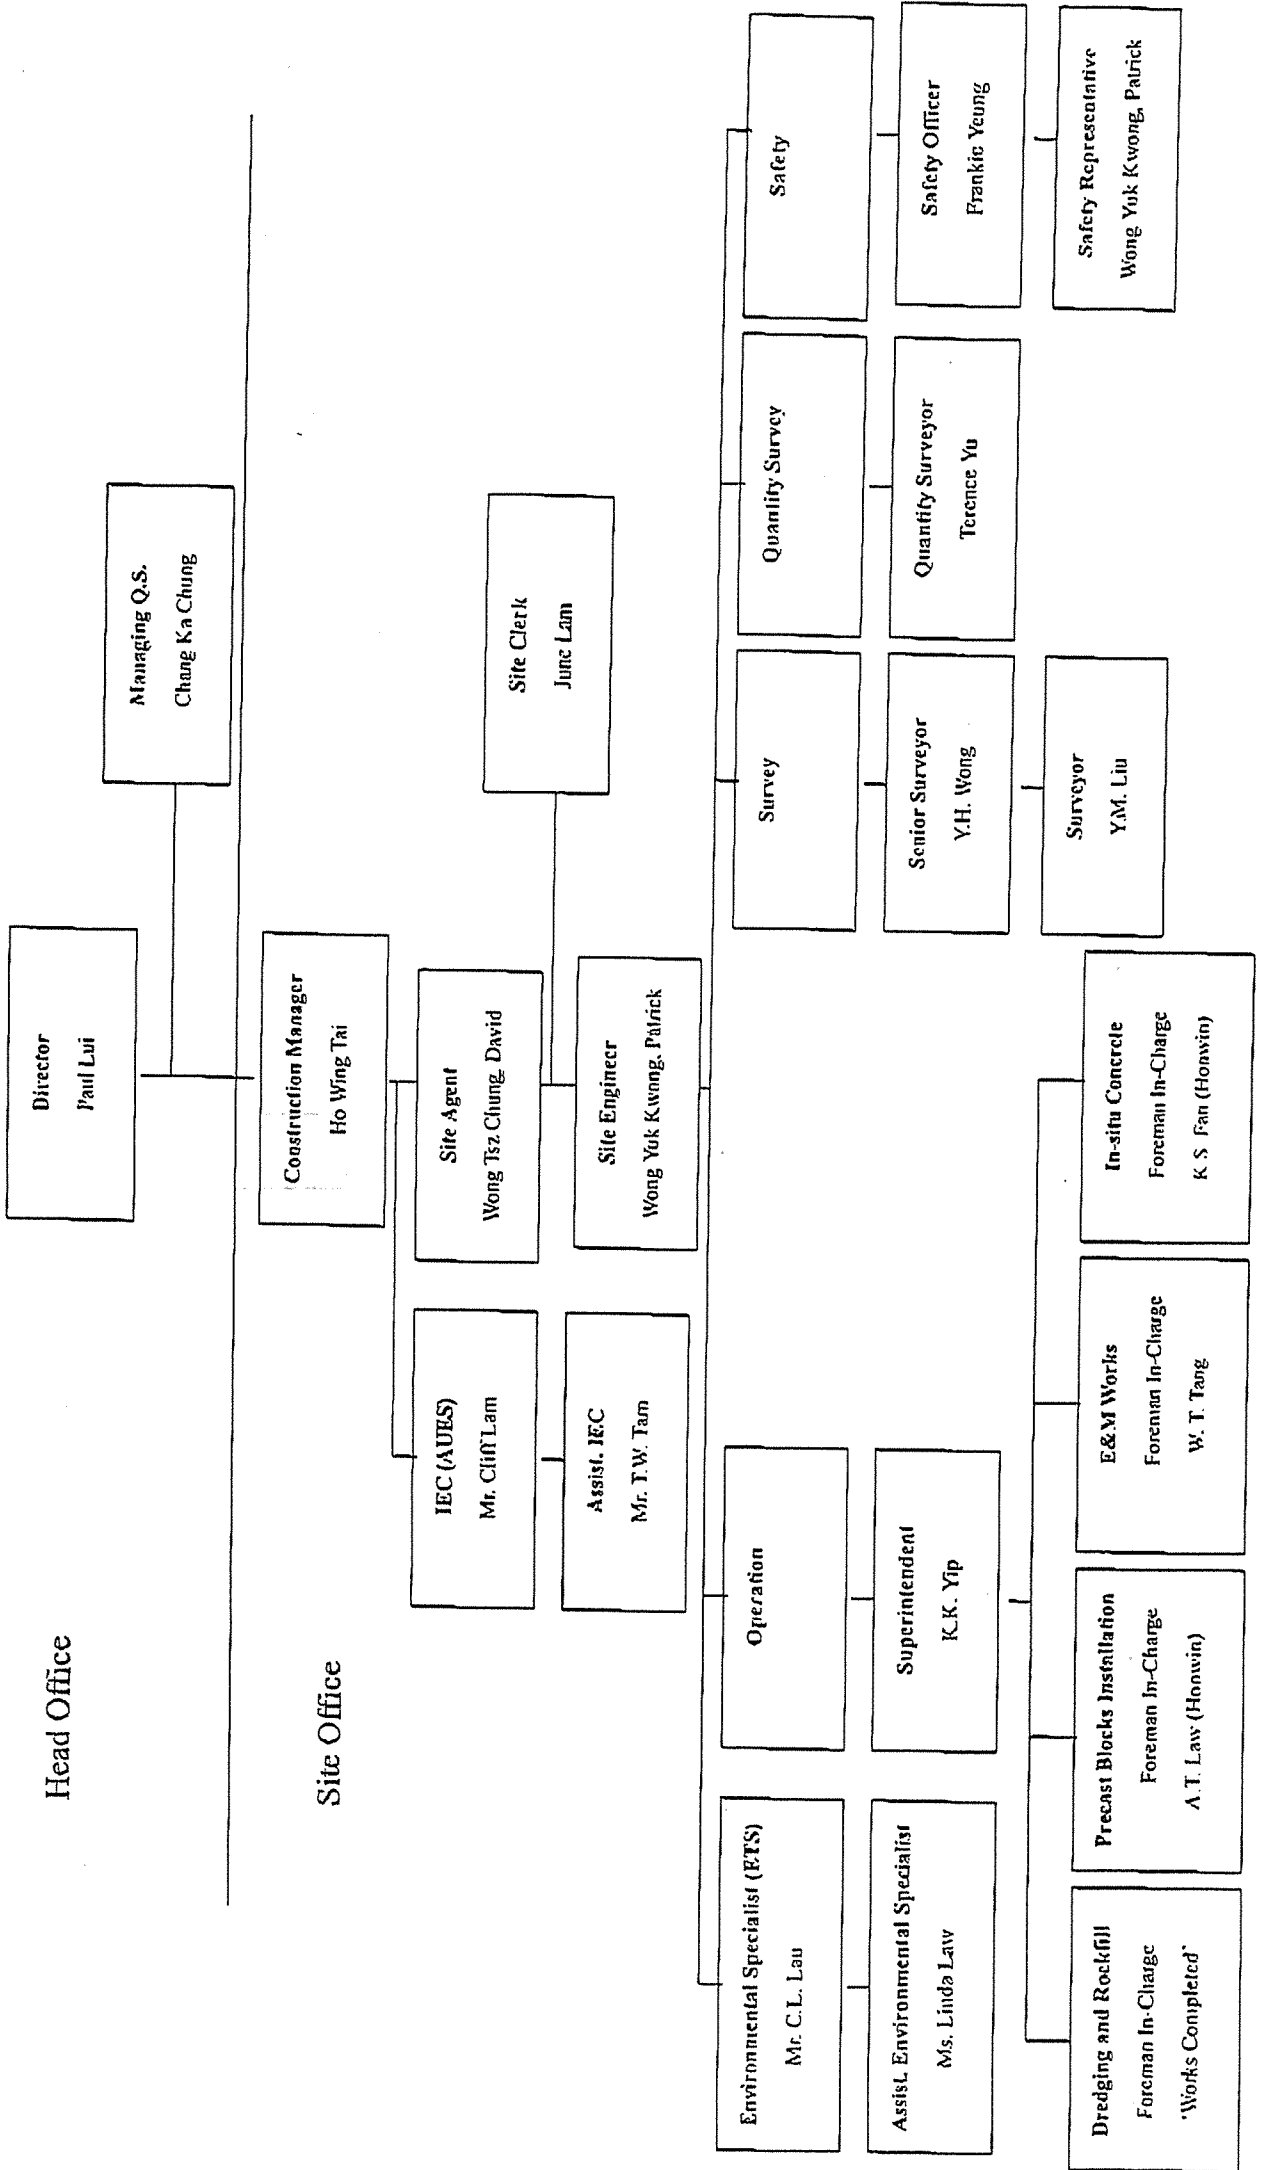 Head Office
Director
Paul Lui
Managing Q.S.
Chang Ka Chung
Site Office
Construction Manager
Ho Wing Tai
IEC (AUES)
Mr. Cliff Lam
Site Agent
Wong Tsz Chung, David
Site Clerk
June Lam
Assist. IEC
Mr. T.W. Tam
Site Engineer
Wong Yuk Kwong, Patrick
Environmental Specialist (ETS)
Mr. C.L. Lau
Operation
Survey
Quantity Survey
Safety
Assist. Environmental Specialist
Ms. Linda Law
Superintendent
K.K. Yip
Senior Surveyor
Y.H. Wong
Quantity Surveyor
Terence Yu
Safety Officer
Frankie Yeung
Surveyor
Y.M. Liu
Safety Representative
Wong Yuk Kwong, Patrick
Dredging and Rockfill
Foreman In-Charge
"Works Completed"
Precast Blocks Installation
Foreman In-Charge
A.T. Law (Honwin)
E&M Works
Foreman In-Charge
W. T. Tang
In-situ Concrete
Foreman In-Charge
K.S. Fan (Honwin)